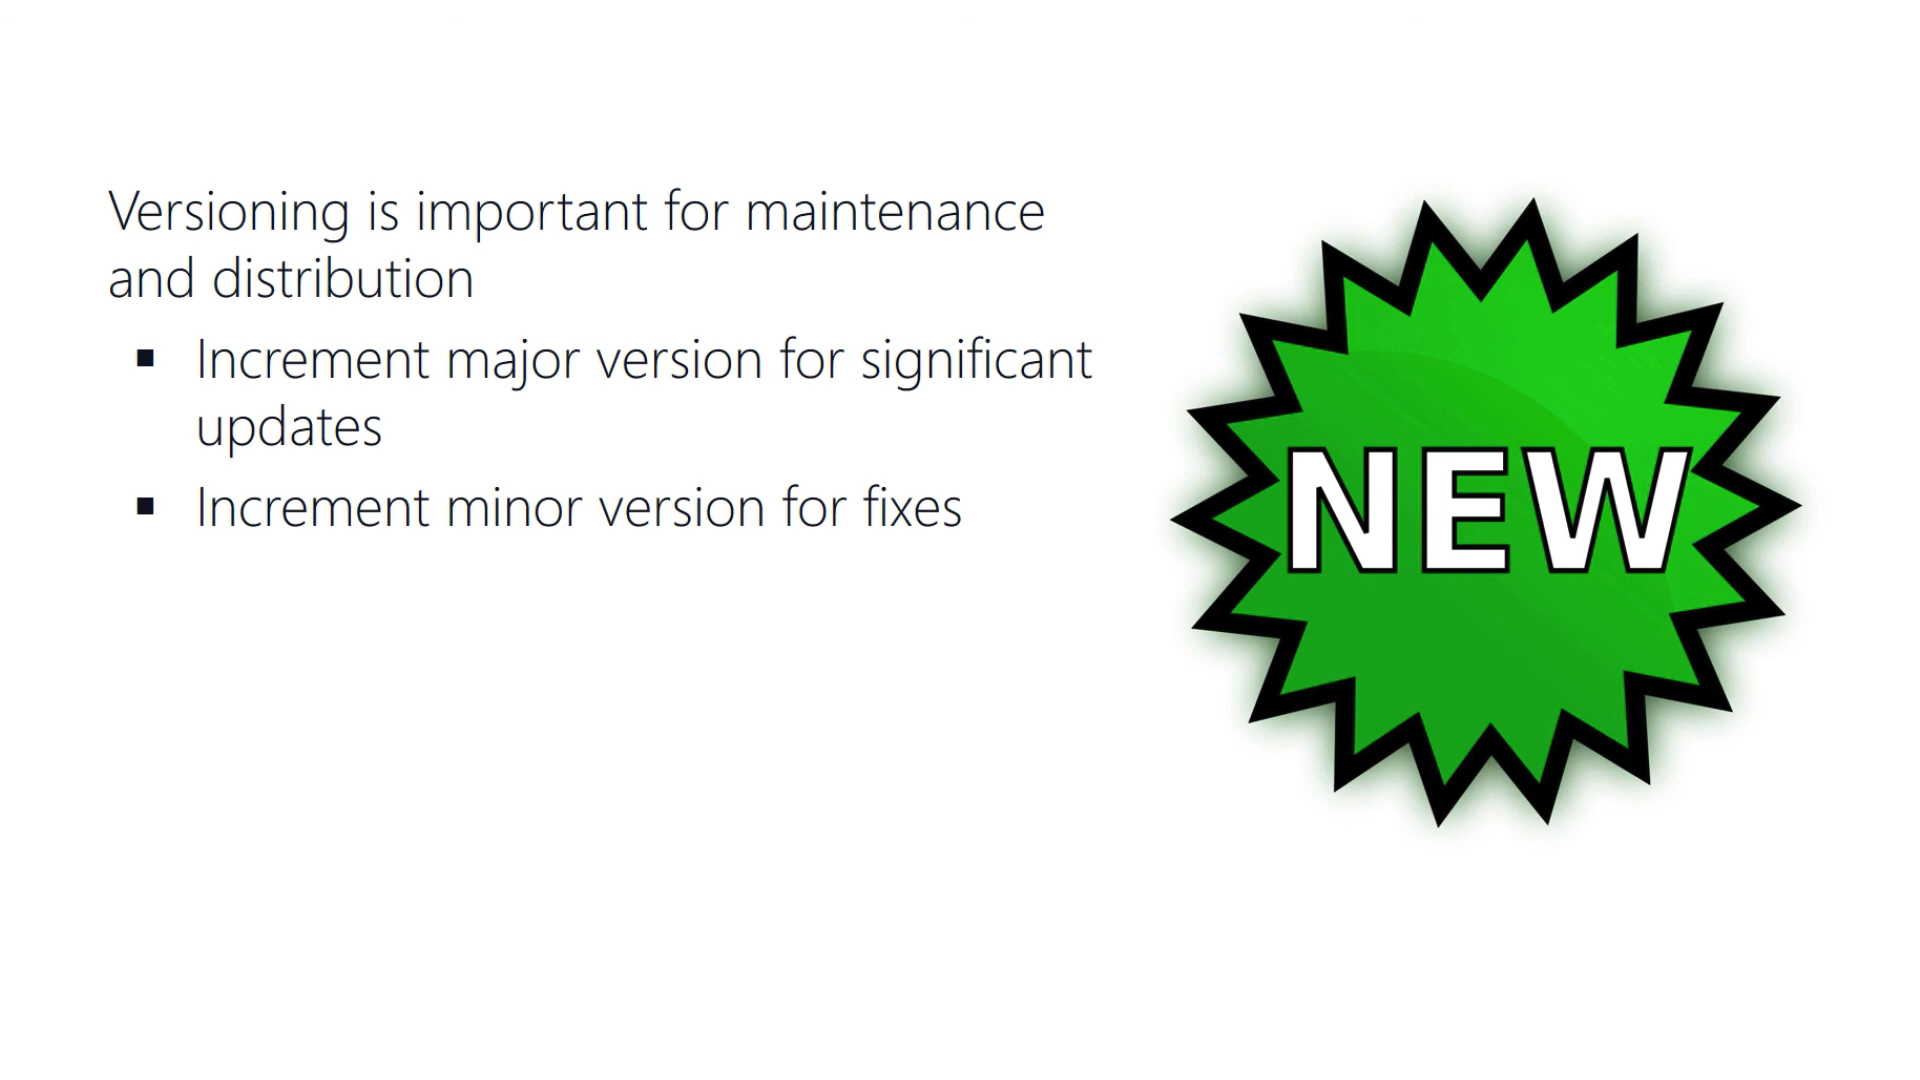 Versioning is important for maintenance
and distribution
▪ Increment major version for significant
updates
▪ Increment minor version for fixes
NEW